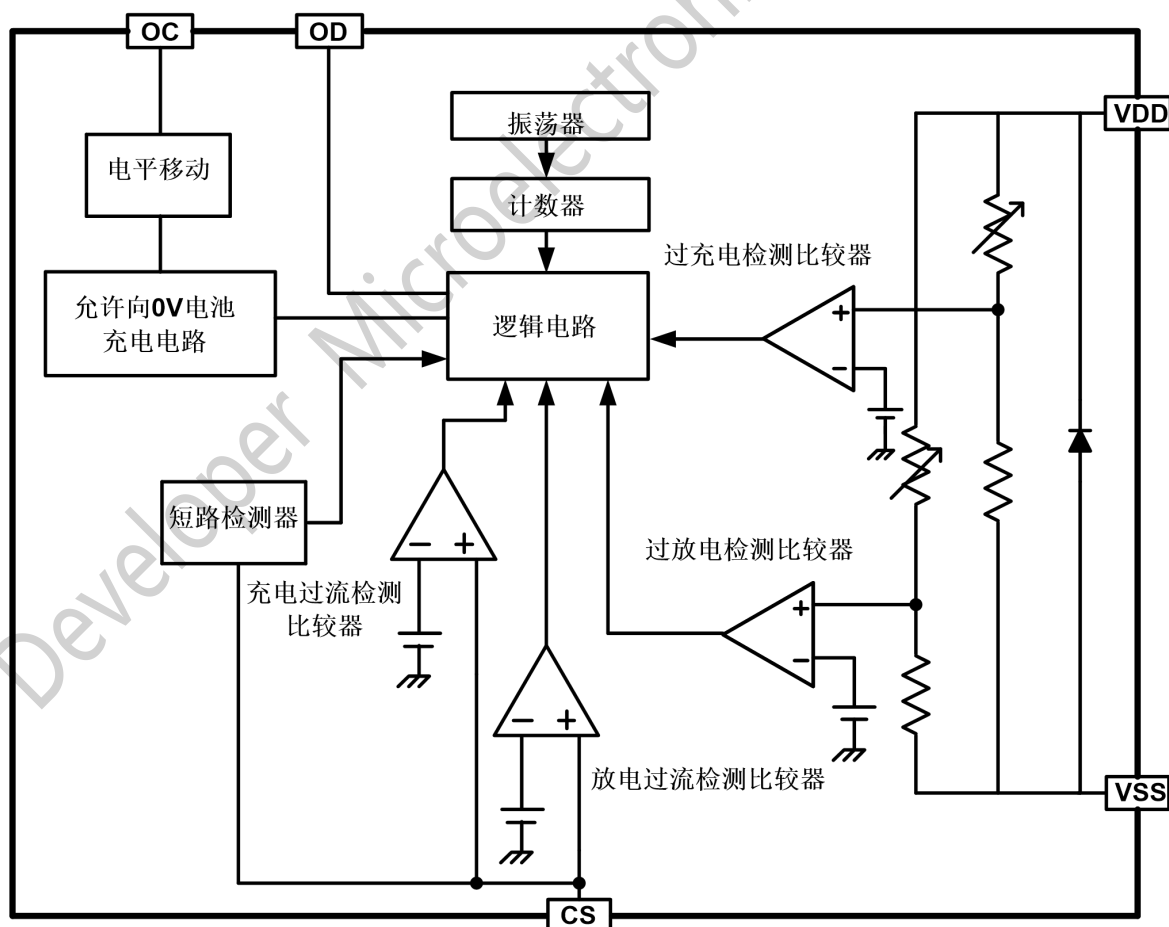 OC
OD
VDD
振荡器
电平移动
计数器
过充电检测比较器
允许向0V电池
充电电路
逻辑电路
+
-
短路检测器
- +
过放电检测比较器
充电过流检测
比较器
+
-
- +
放电过流检测比较器
VSS
CS
Developer Microelectron